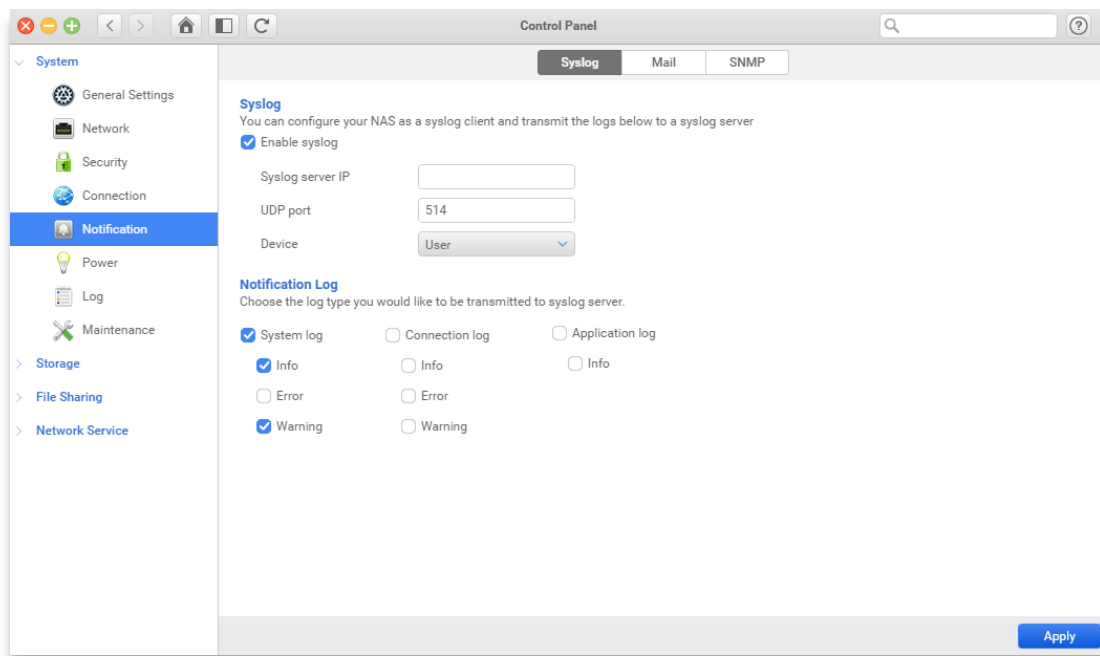 Control Panel
System
General Settings
Network
Security
Connection
Notification
Power
Log
Maintenance
Storage
File Sharing
Network Service
Syslog Mail SNMP
Syslog
You can configure your NAS as a syslog client and transmit the logs below to a syslog server
Enable syslog
Syslog server IP
UDP port 514
Device User
Notification Log
Choose the log type you would like to be transmitted to syslog server.
System log Connection log Application log
Info Info Info
Error Error
Warning Warning
Apply